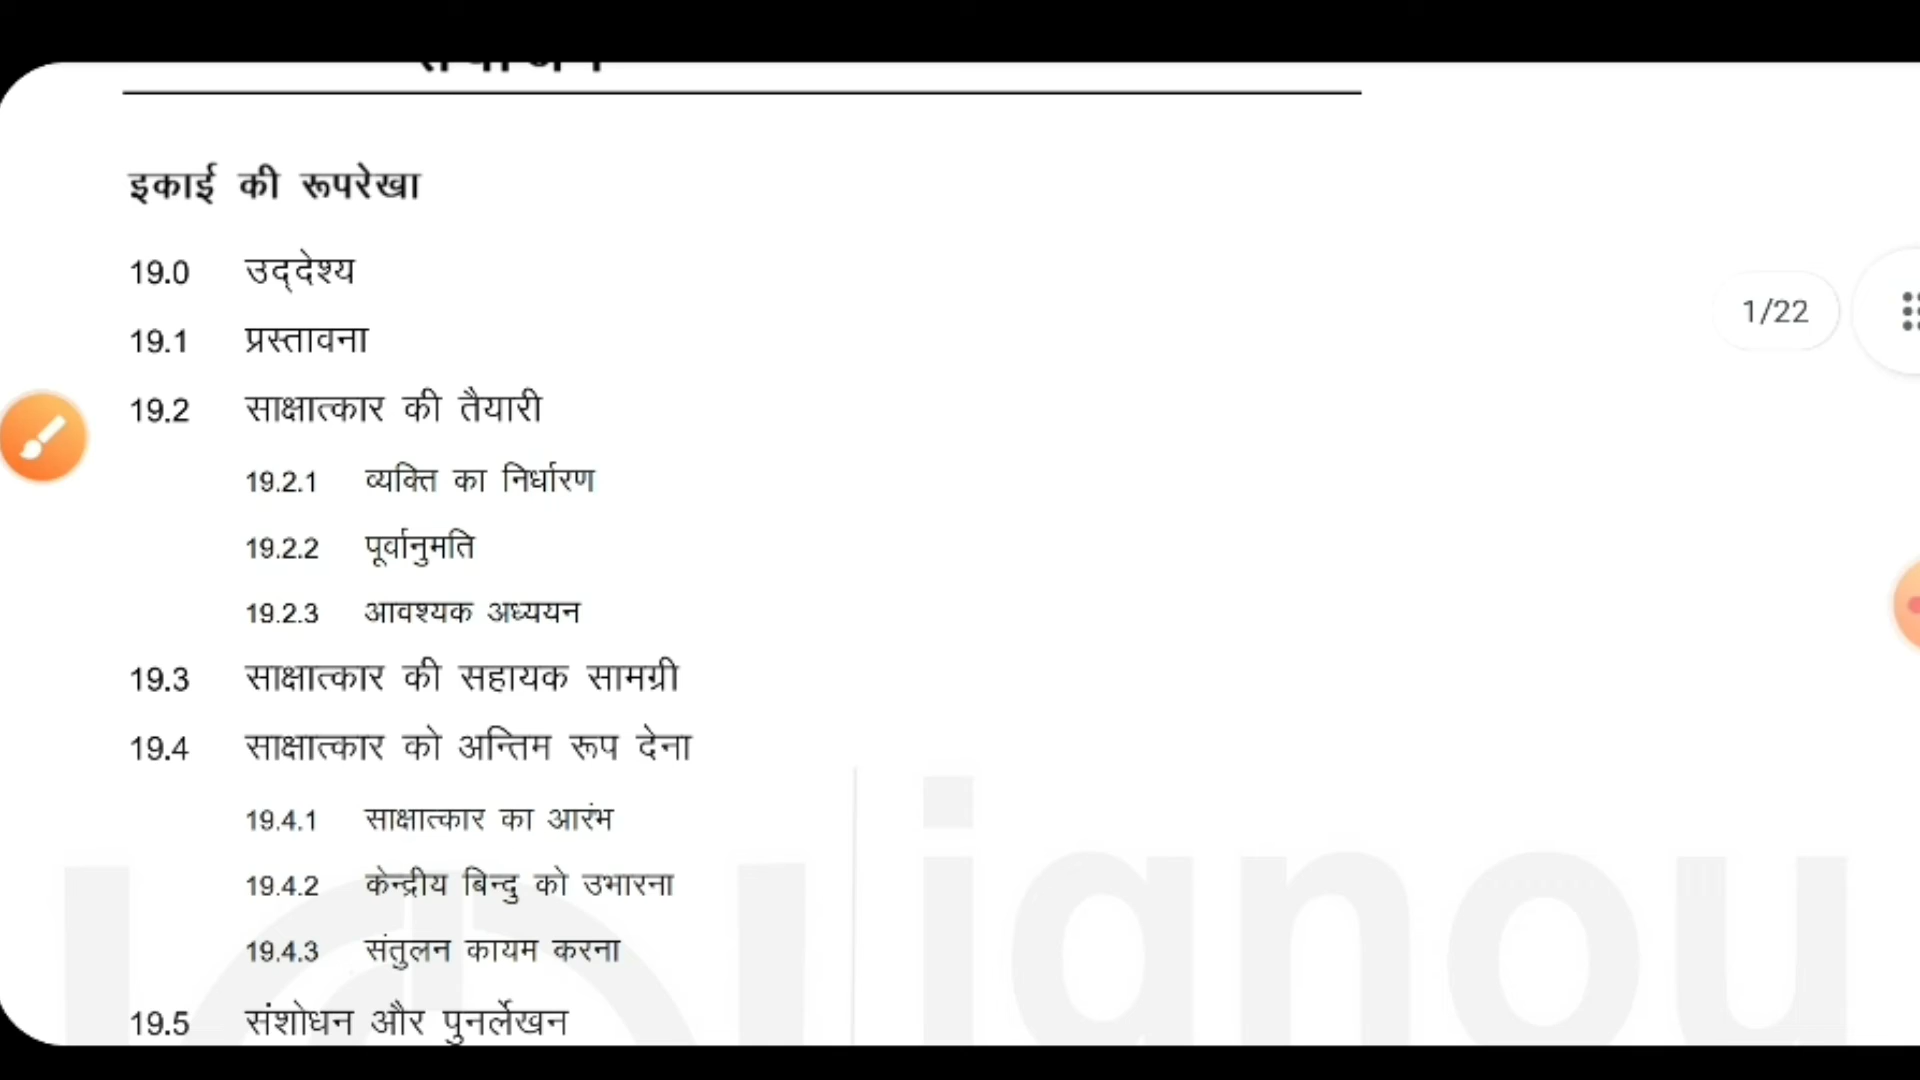 इकाई की रूपरेखा
19.0 उद्देश्य
1/22
19.1 प्रस्तावना
19.2 साक्षात्कार की तैयारी
19.2.1 व्यक्ति का निर्धारण
19.2.2 पूर्वानुमति
19.2.3 आवश्यक अध्ययन
19.3 साक्षात्कार की सहायक सामग्री
19.4 साक्षात्कार को अन्तिम रूप देना
19.4.1 साक्षात्कार का आरंभ
19.4.2 केन्द्रीय बिन्दु को उभारना
19.4.3 संतुलन कायम करना
19.5 संशोधन और पुनर्लेखन
ignou